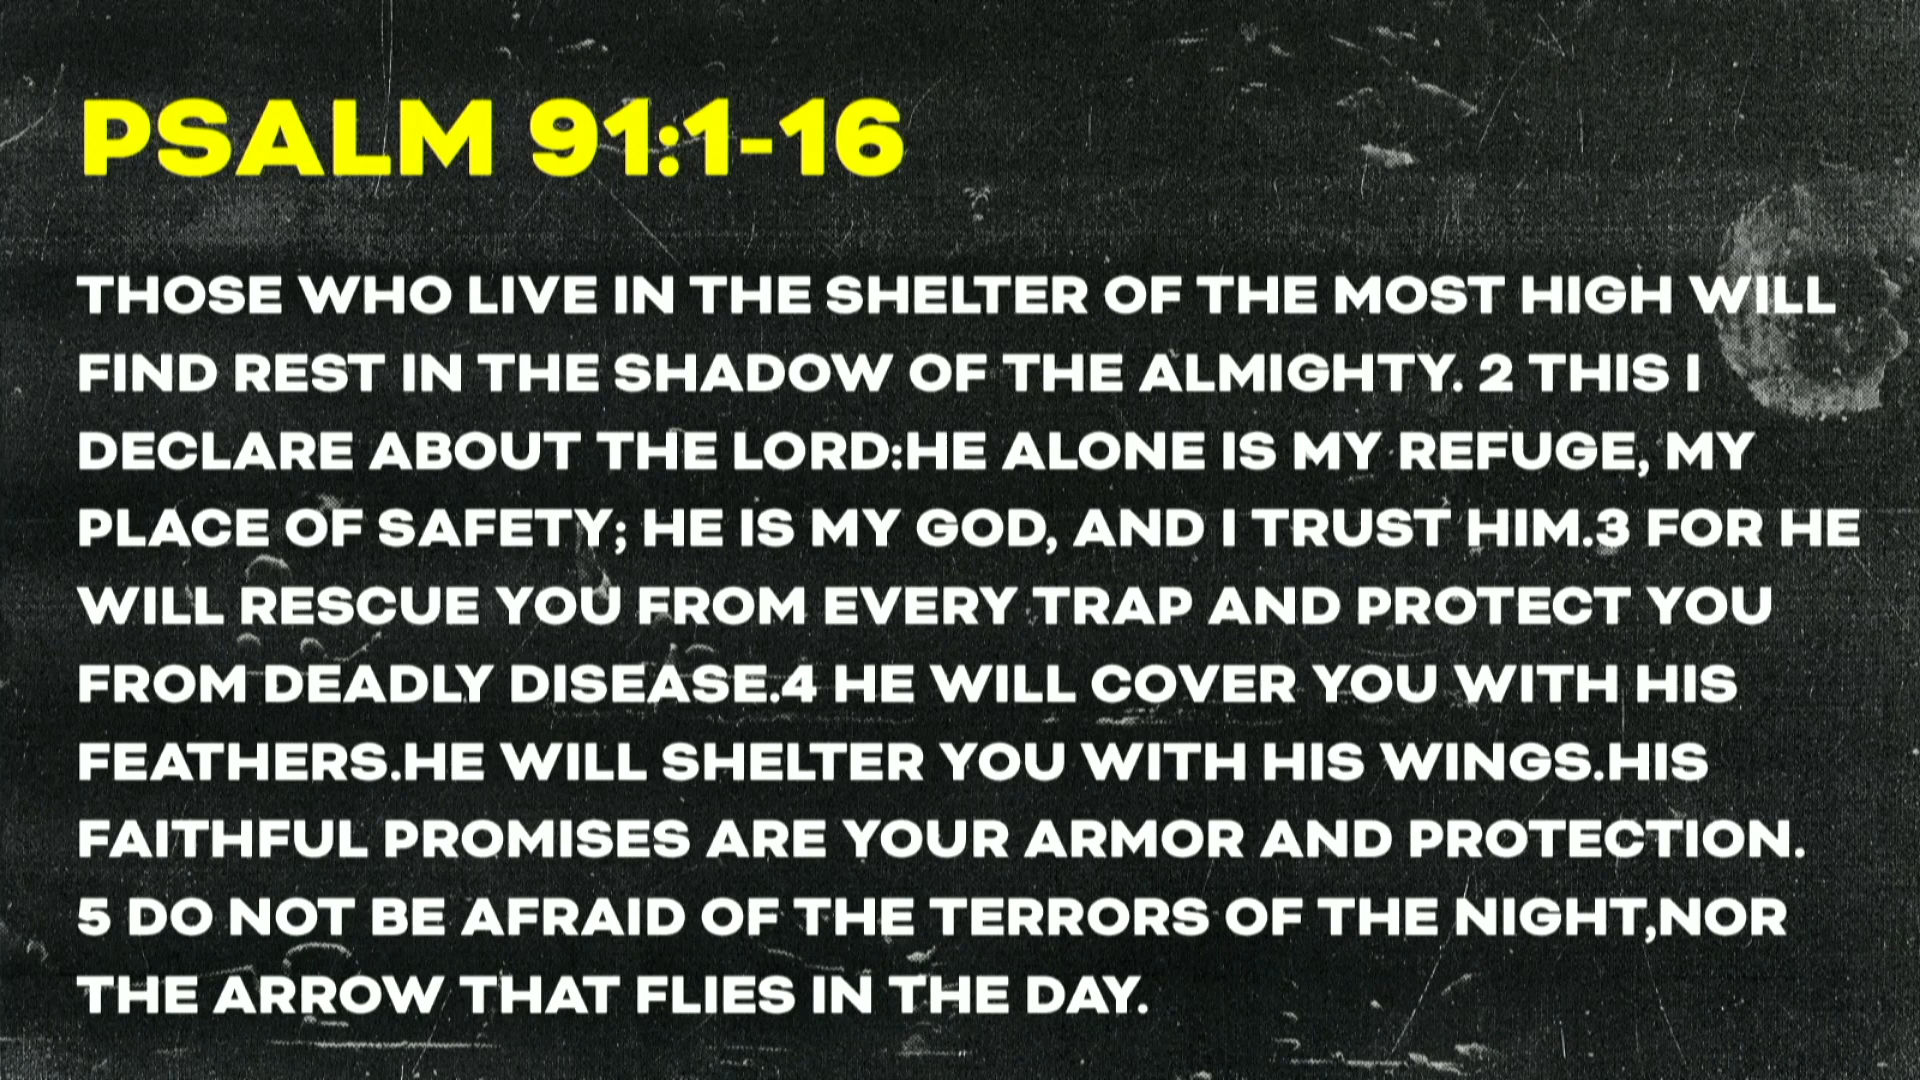 PSALM 91:1-16
THOSE WHO LIVE IN THE SHELTER OF THE MOST HIGH WILL
FIND REST IN THE SHADOW OF THE ALMIGHTY. 2 THIS I
DECLARE ABOUT THE LORD:HE ALONE IS MY REFUGE, MY
PLACE OF SAFETY; HE IS MY GOD, AND I TRUST HIM.3 FOR HE
WILL RESCUE YOU FROM EVERY TRAP AND PROTECT YOU
FROM DEADLY DISEASE.4 HE WILL COVER YOU WITH HIS
FEATHERS.HE WILL SHELTER YOU WITH HIS WINGS.HIS
FAITHFUL PROMISES ARE YOUR ARMOR AND PROTECTION.
5 DO NOT BE AFRAID OF THE TERRORS OF THE NIGHT,NOR
THE ARROW THAT FLIES IN THE DAY.